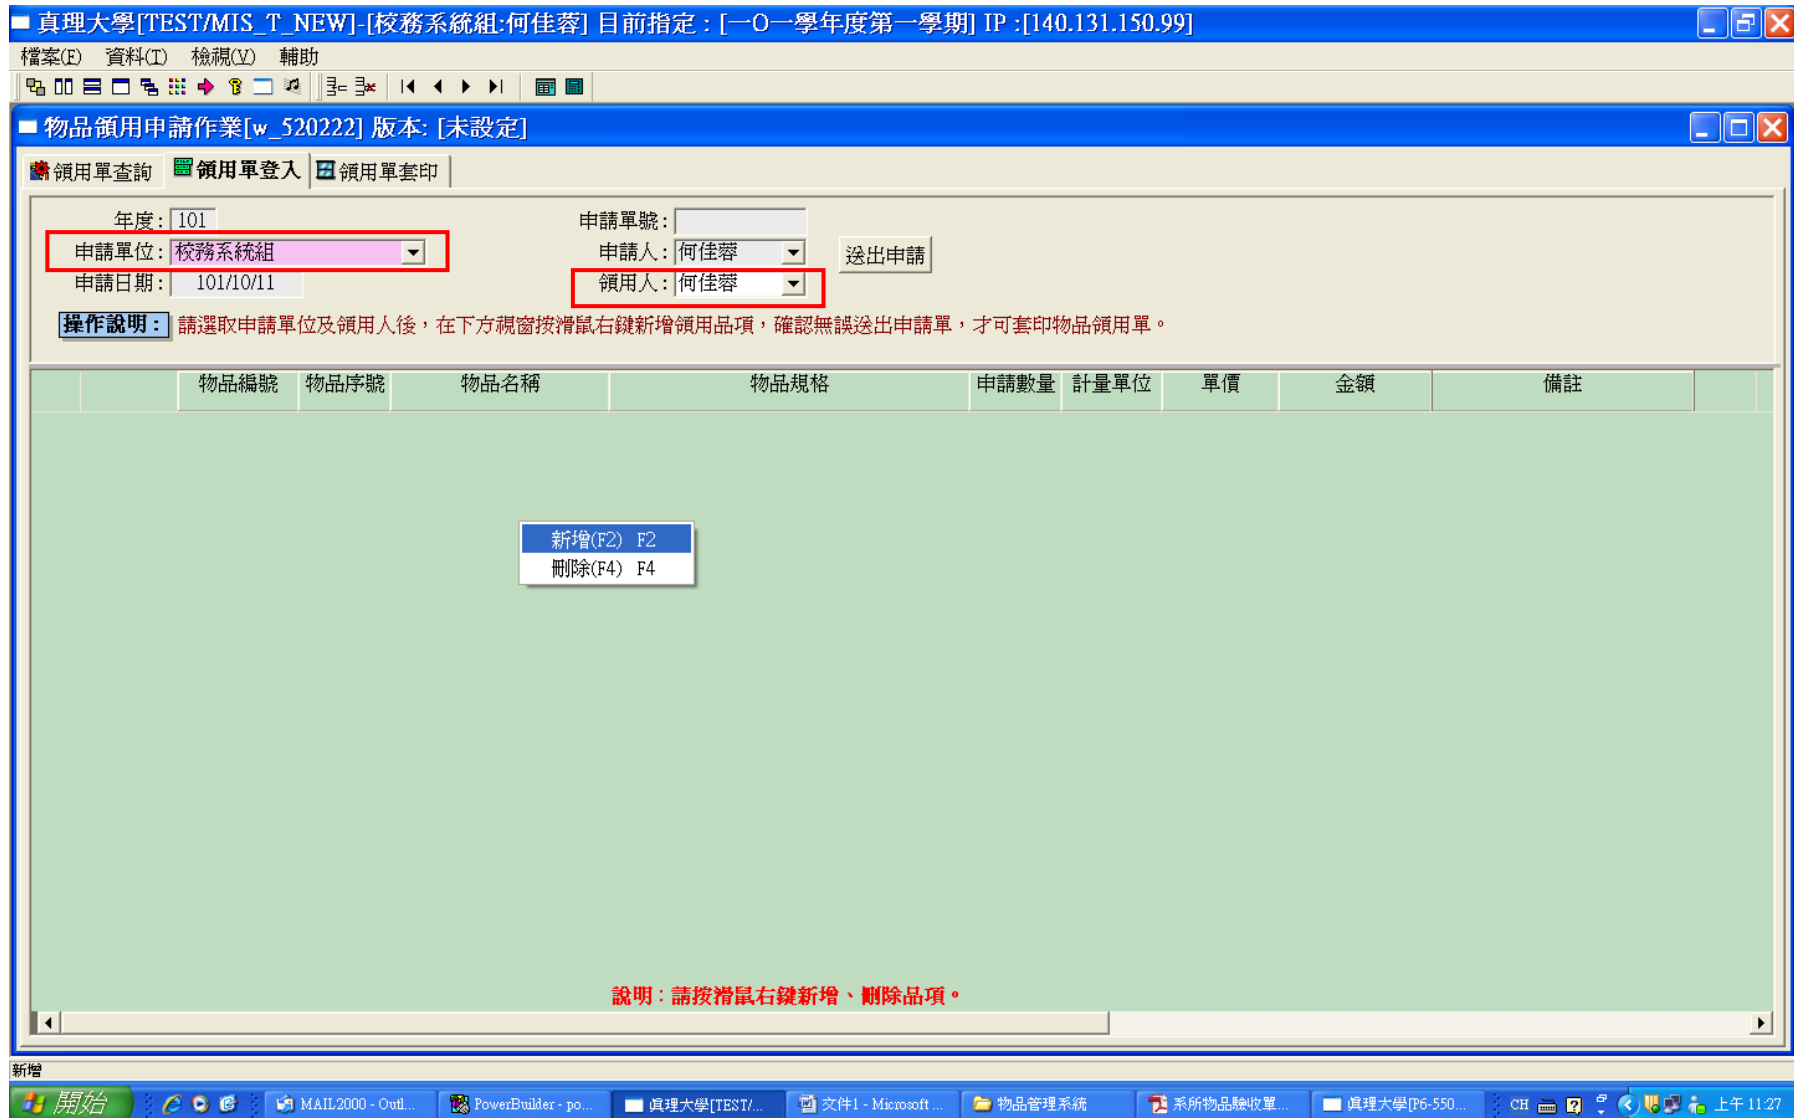 真理大學[TEST/MIS_T_NEW]-[校務系統組:何佳蓉] 目前指定：[一O一學年度第一學期] IP :[140.131.150.99]
檔案(F) 資料(T) 檢視(V) 輔助
物品領用申請作業[w_520222] 版本: [未設定]
領用單查詢 領用單登入 領用單套印
年度: 101 申請單號:
申請單位: 校務系統組 申請人: 何佳蓉 送出申請
申請日期: 101/10/11 領用人: 何佳蓉
操作說明： 請選取申請單位及領用人後，在下方視窗按滑鼠右鍵新增領用品項，確認無誤送出申請單，才可套印物品領用單。
物品編號 物品序號 物品名稱 物品規格 申請數量 計量單位 單價 金額 備註
新增(F2) F2
刪除(F4) F4
說明：請按滑鼠右鍵新增、刪除品項。
新增
開始 MAIL2000 - Outl... PowerBuilder - po... 真理大學[TEST/... 文件1 - Microsoft ... 物品管理系統 系所物品驗收單... 真理大學[P6-550... CH 上午 11:27